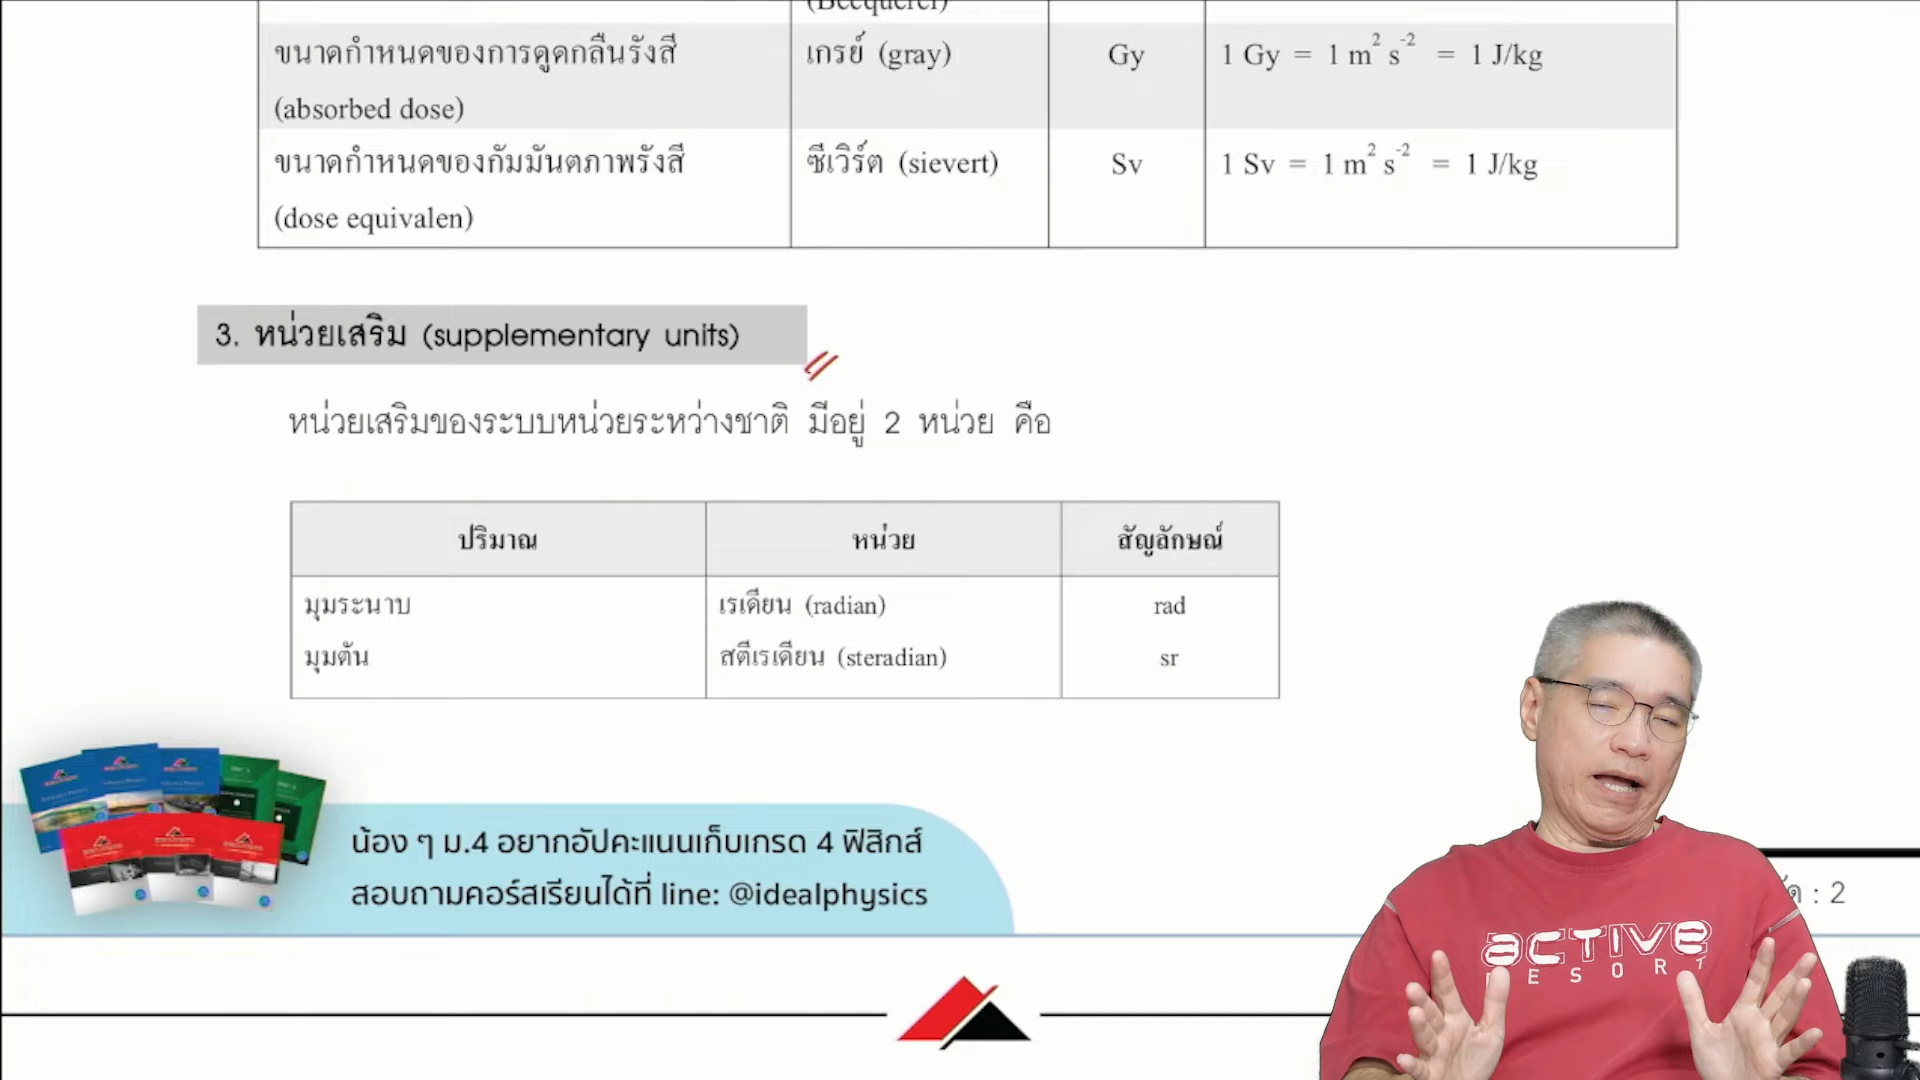 ขนาดกำหนดของการดูดกลืนรังสี เกรย์ (gray) Gy 1 Gy = 1 m² s⁻² = 1 J/kg
(absorbed dose)
ขนาดกำหนดของกัมมันตภาพรังสี ซีเวิร์ต (sievert) Sv 1 Sv = 1 m² s⁻² = 1 J/kg
(dose equivalen)
3. หน่วยเสริม (supplementary units)
หน่วยเสริมของระบบหน่วยระหว่างชาติ มีอยู่ 2 หน่วย คือ
ปริมาณ หน่วย สัญลักษณ์
มุมระนาบ เรเดียน (radian) rad
มุมตัน สตีเรเดียน (steradian) sr
น้อง ๆ ม.4 อยากอัปคะแนนเก็บเกรด 4 ฟิสิกส์
สอบถามคอร์สเรียนได้ที่ line: @idealphysics
: 2
active
RESORT